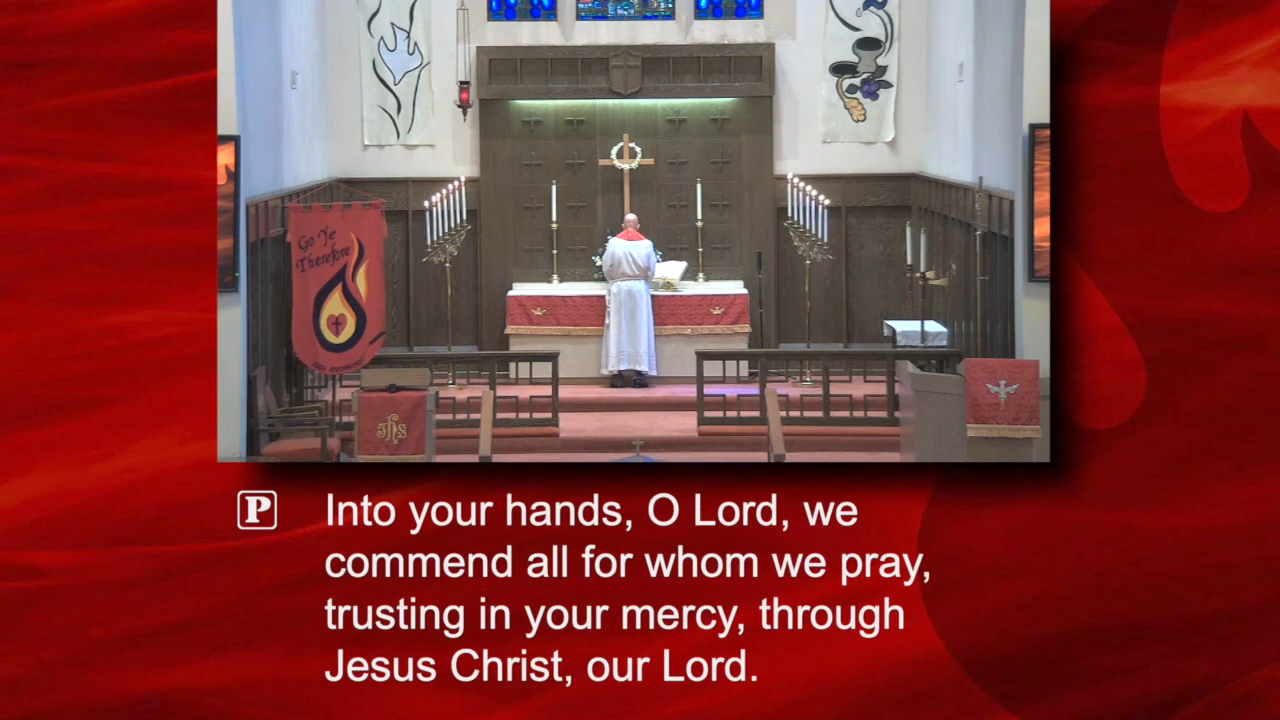 Go Ye
Therefore
IHS
P Into your hands, O Lord, we
commend all for whom we pray,
trusting in your mercy, through
Jesus Christ, our Lord.